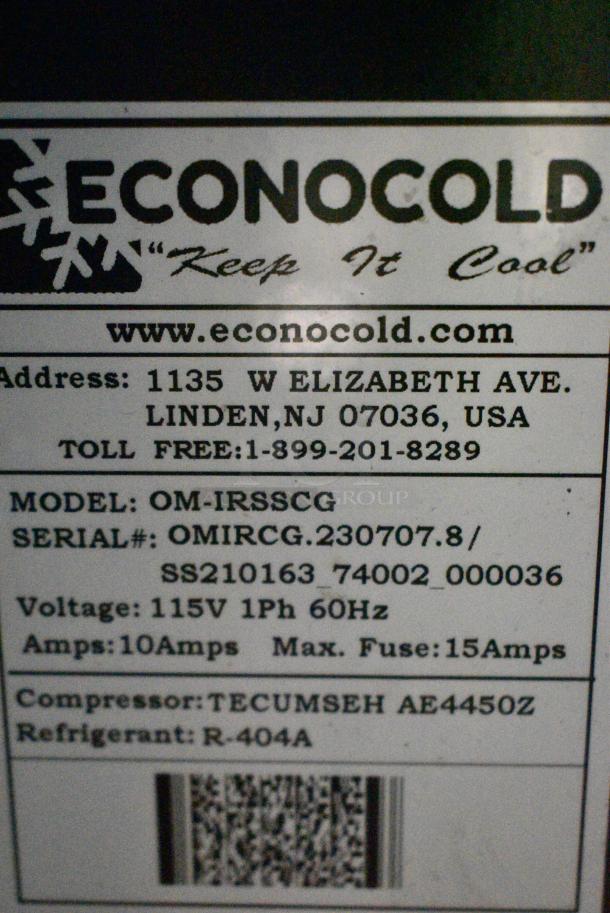 ECONOCOLD
"Keep It Cool"
www.econocold.com
Address: 1135 W ELIZABETH AVE.
LINDEN,NJ 07036, USA
TOLL FREE:1-899-201-8289
MODEL: OM-IRSSCG
GROUP
SERIAL#: OMIRCG.230707.8/
SS210163_74002_000036
Voltage: 115V 1Ph 60Hz
Amps:10Amps Max. Fuse:15Amps
Compressor:TECUMSEH AE4450Z
Refrigerant: R-404A